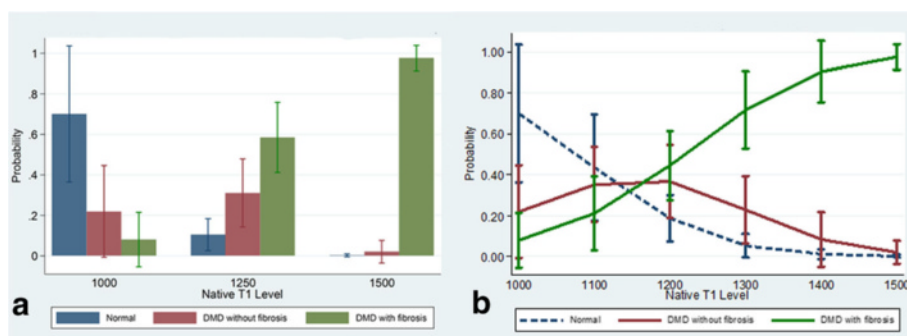 1
.8
.6
.4
.2
0
Probability
1000
1250
1500
Native T1 Level
a
Normal
DMD without fibrosis
DMD with fibrosis
1.00
0.80
0.60
0.40
0.20
0.00
Probability
1000
1100
1200
1300
1400
1500
Native T1 Level
b
Normal
DMD without fibrosis
DMD with fibrosis